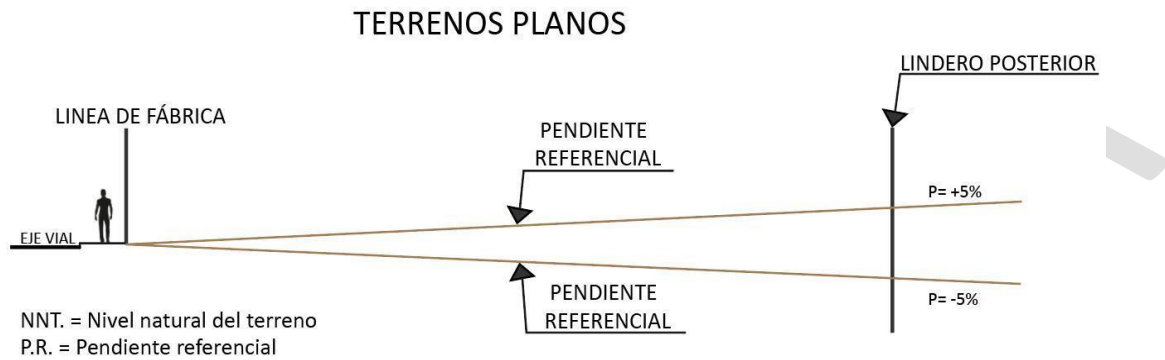 TERRENOS PLANOS
LINDERO POSTERIOR
LINEA DE FÁBRICA
PENDIENTE
REFERENCIAL
P= +5%
EJE VIAL
PENDIENTE
REFERENCIAL
P= -5%
NNT. = Nivel natural del terreno
P.R. = Pendiente referencial